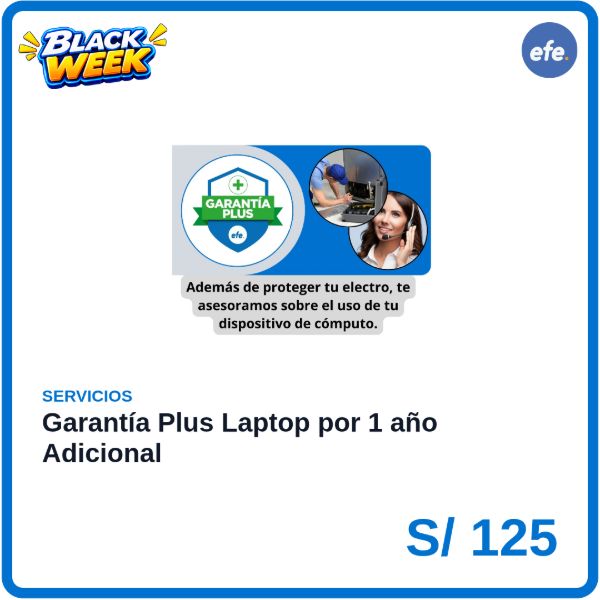 BLACK
WEEK
efe.
GARANTÍA
PLUS
efe.
Además de proteger tu electro, te
asesoramos sobre el uso de tu
dispositivo de cómputo.
SERVICIOS
Garantía Plus Laptop por 1 año
Adicional
S/ 125